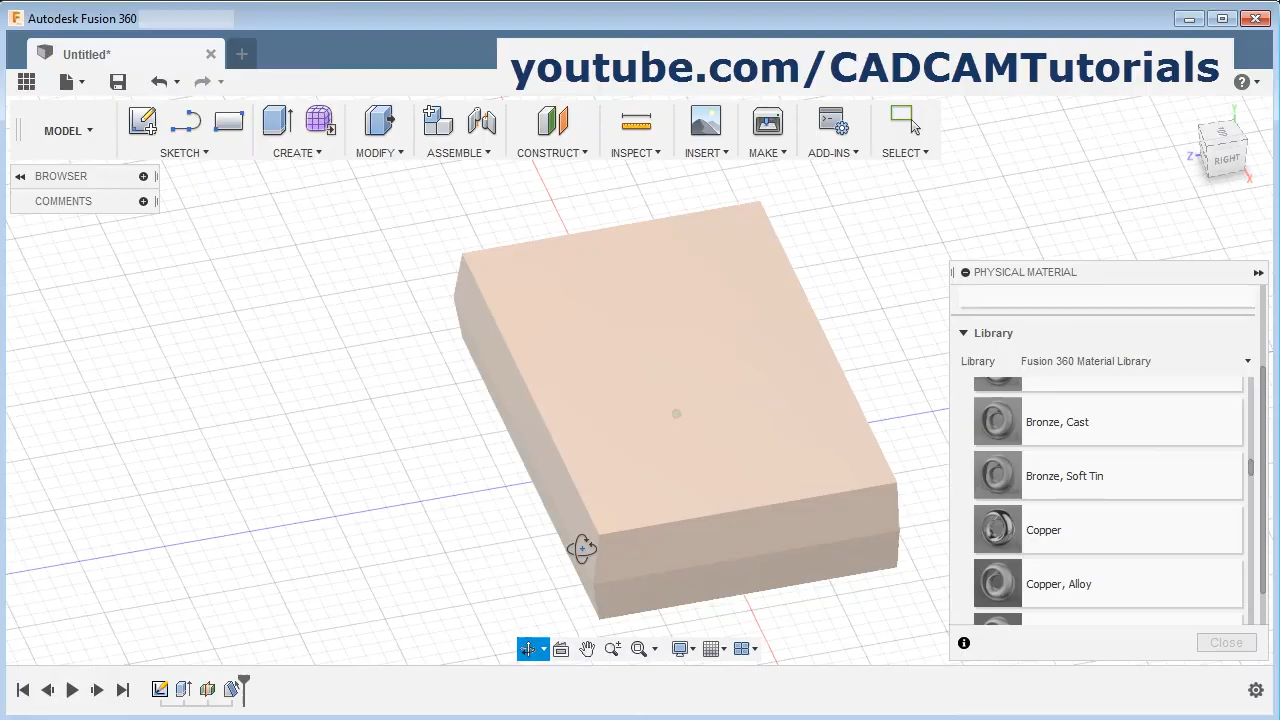 Autodesk Fusion 360
Untitled*
youtube.com/CADCAMTutorials
MODEL
SKETCH
CREATE
MODIFY
ASSEMBLE
CONSTRUCT
INSPECT
INSERT
MAKE
ADD-INS
SELECT
BROWSER
COMMENTS
Y
Z
RIGHT
X
PHYSICAL MATERIAL
Library
Library Fusion 360 Material Library
Bronze, Cast
Bronze, Soft Tin
Copper
Copper, Alloy
Close